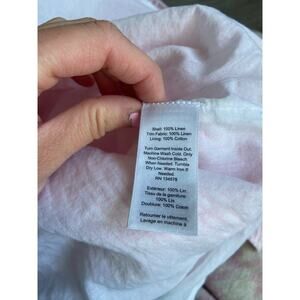 Shell: 100% Linen
Trim Fabric: 100% Linen
Lining: 100% Cotton
Turn Garment Inside Out.
Machine Wash Cold. Only
Non-Chlorine Bleach
When Needed. Tumble
Dry Low. Warm Iron If
Needed.
RN 134579
Extérieur: 100% Lin
Tissu de la garniture:
100% Lin
Doublure: 100% Coton
Retourner le vêtement.
Lavage en machine à